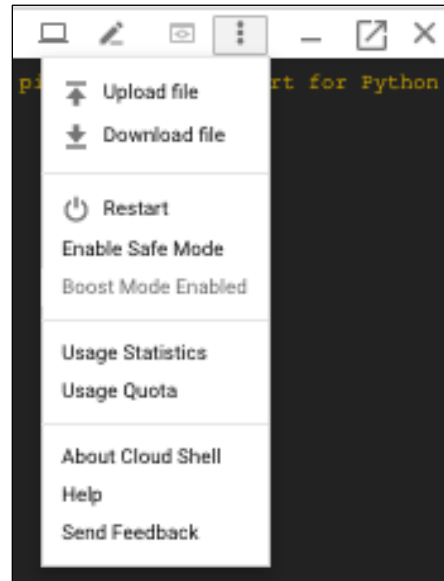 pi rt for Python
Upload file
Download file
Restart
Enable Safe Mode
Boost Mode Enabled
Usage Statistics
Usage Quota
About Cloud Shell
Help
Send Feedback